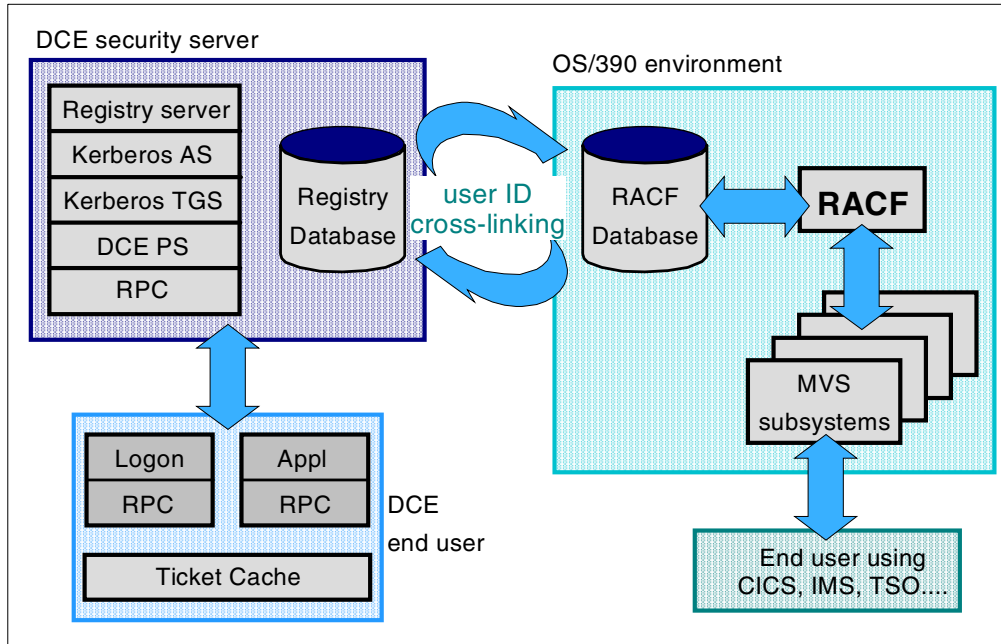 DCE security server
Registry server
Kerberos AS
Kerberos TGS
DCE PS
RPC
Registry
Database
user ID
cross-linking
OS/390 environment
RACF
Database
RACF
MVS
subsystems
Logon
RPC
Appl
RPC
DCE
end user
Ticket Cache
End user using
CICS, IMS, TSO....